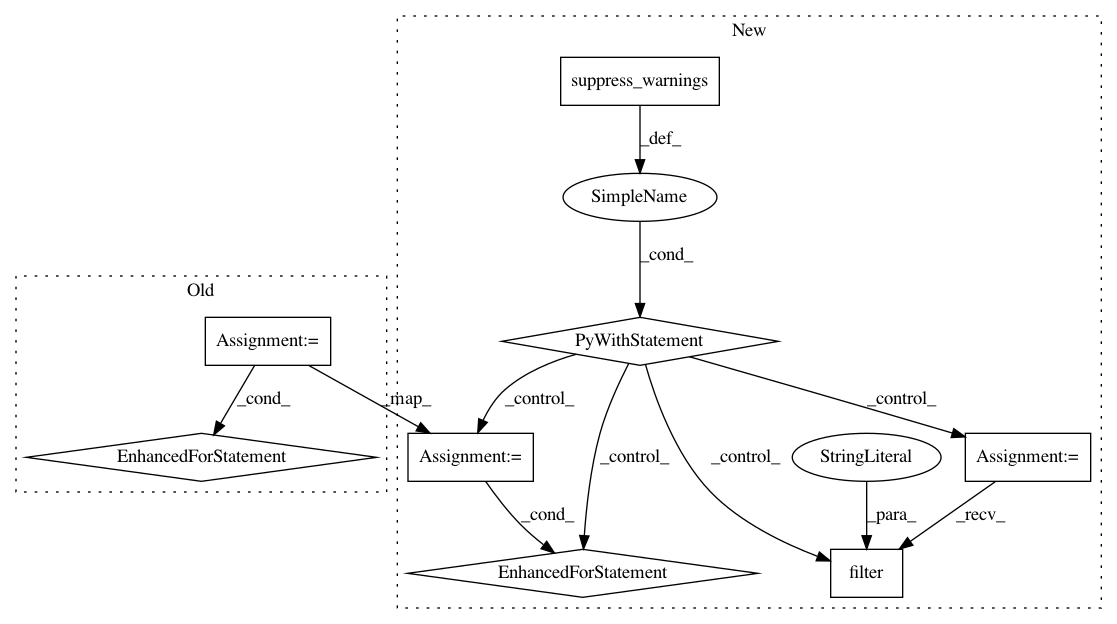 New
suppress_warnings
_def_
SimpleName
_cond_
Old
Assignment:=
PyWithStatement
_cond_
_map_
_control_
_control_
EnhancedForStatement
Assignment:=
_control_
_control_
StringLiteral
Assignment:=
_cond_
_para_
_recv_
EnhancedForStatement
filter